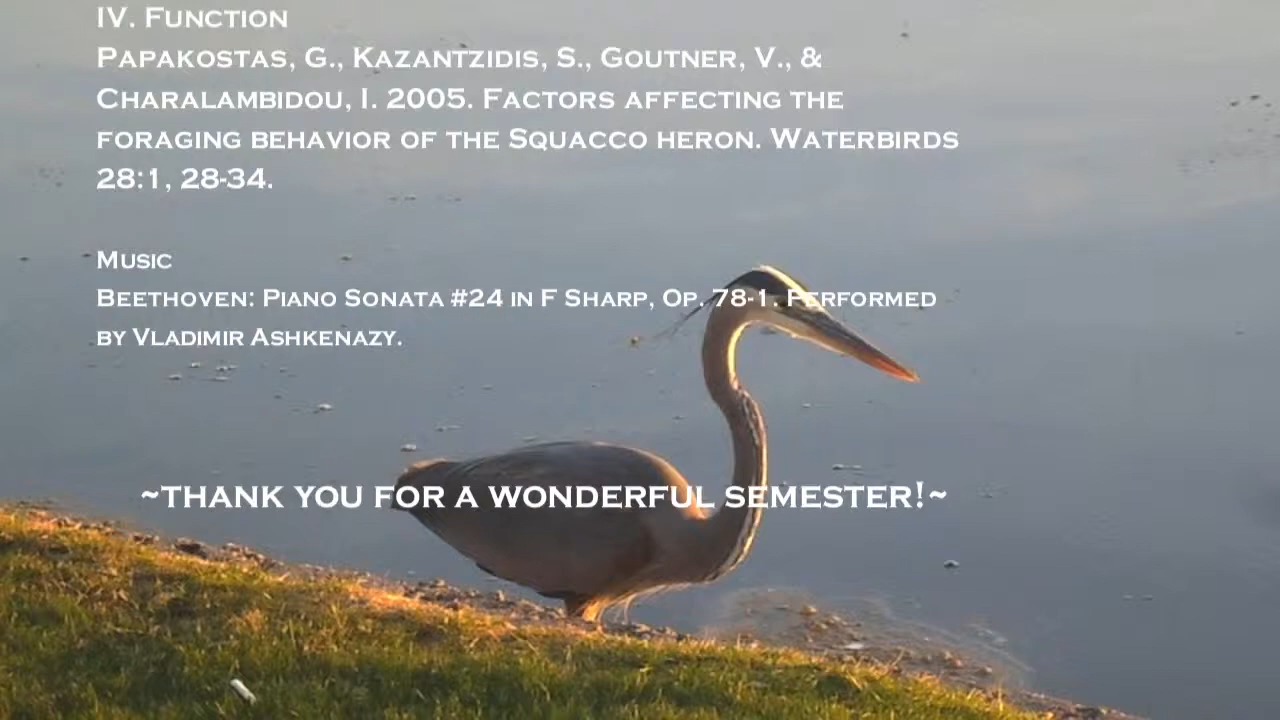 IV. Function
Papakostas, G., Kazantzidis, S., Goutner, V., &
Charalambidou, I. 2005. Factors affecting the
foraging behavior of the Squacco heron. Waterbirds
28:1, 28-34.
Music
Beethoven: Piano Sonata #24 in F Sharp, Op. 78-1. Performed
by Vladimir Ashkenazy.
~thank you for a wonderful semester!~